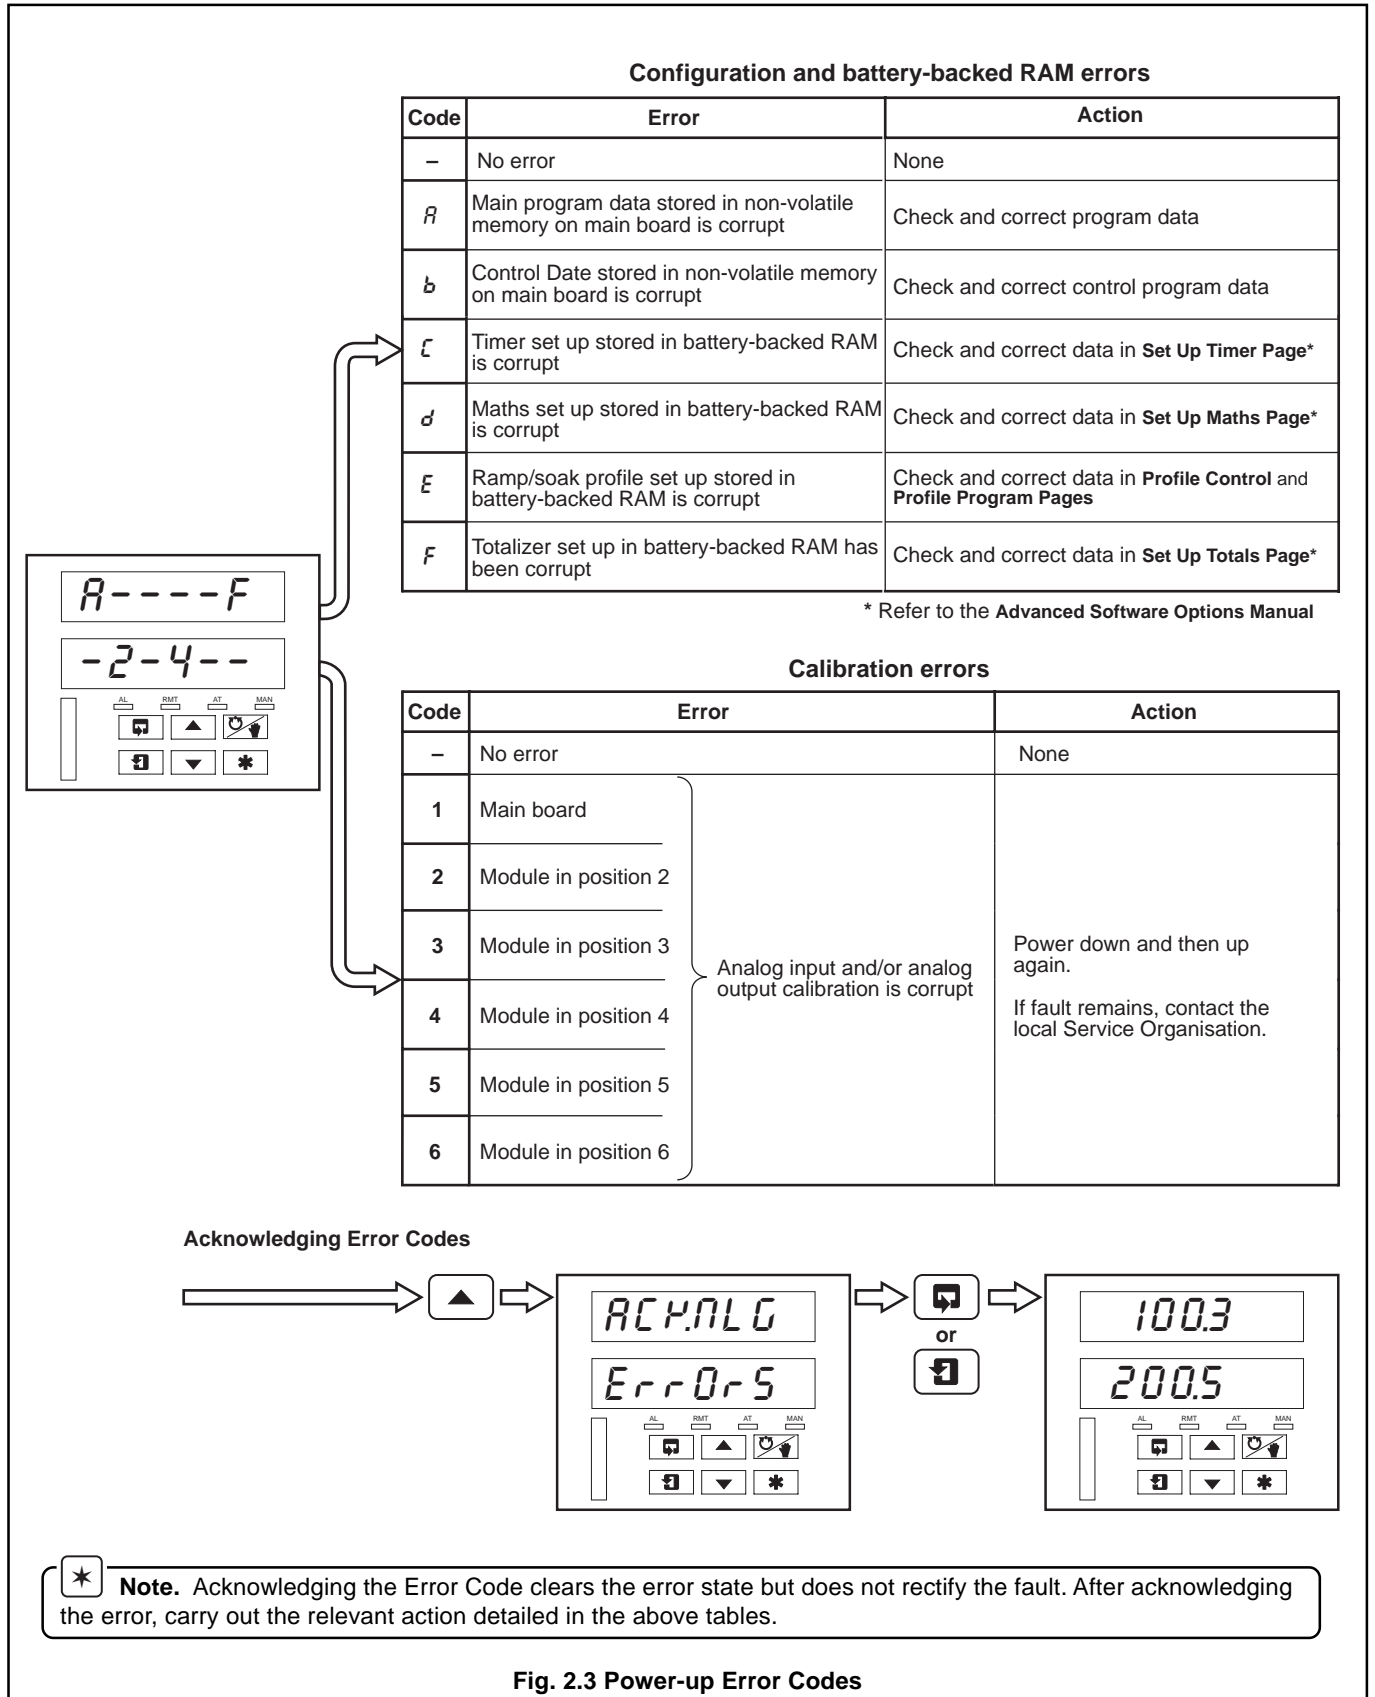 Configuration and battery-backed RAM errors
Code Error Action
– No error None
A Main program data stored in non-volatile memory on main board is corrupt Check and correct program data
b Control Date stored in non-volatile memory on main board is corrupt Check and correct control program data
C Timer set up stored in battery-backed RAM is corrupt Check and correct data in Set Up Timer Page*
d Maths set up stored in battery-backed RAM is corrupt Check and correct data in Set Up Maths Page*
E Ramp/soak profile set up stored in battery-backed RAM is corrupt Check and correct data in Profile Control and Profile Program Pages
F Totalizer set up in battery-backed RAM has been corrupt Check and correct data in Set Up Totals Page*
* Refer to the Advanced Software Options Manual
A----F
-2-4--
AL RMT AT MAN
Calibration errors
Code Error Action
– No error None
1 Main board
2 Module in position 2
3 Module in position 3
4 Module in position 4
5 Module in position 5
6 Module in position 6
Analog input and/or analog
output calibration is corrupt
Power down and then up
again.
If fault remains, contact the
local Service Organisation.
Acknowledging Error Codes
ACK.NLG
ErrOrS
AL RMT AT MAN
or
100.3
200.5
AL RMT AT MAN
Note. Acknowledging the Error Code clears the error state but does not rectify the fault. After acknowledging
the error, carry out the relevant action detailed in the above tables.
Fig. 2.3 Power-up Error Codes